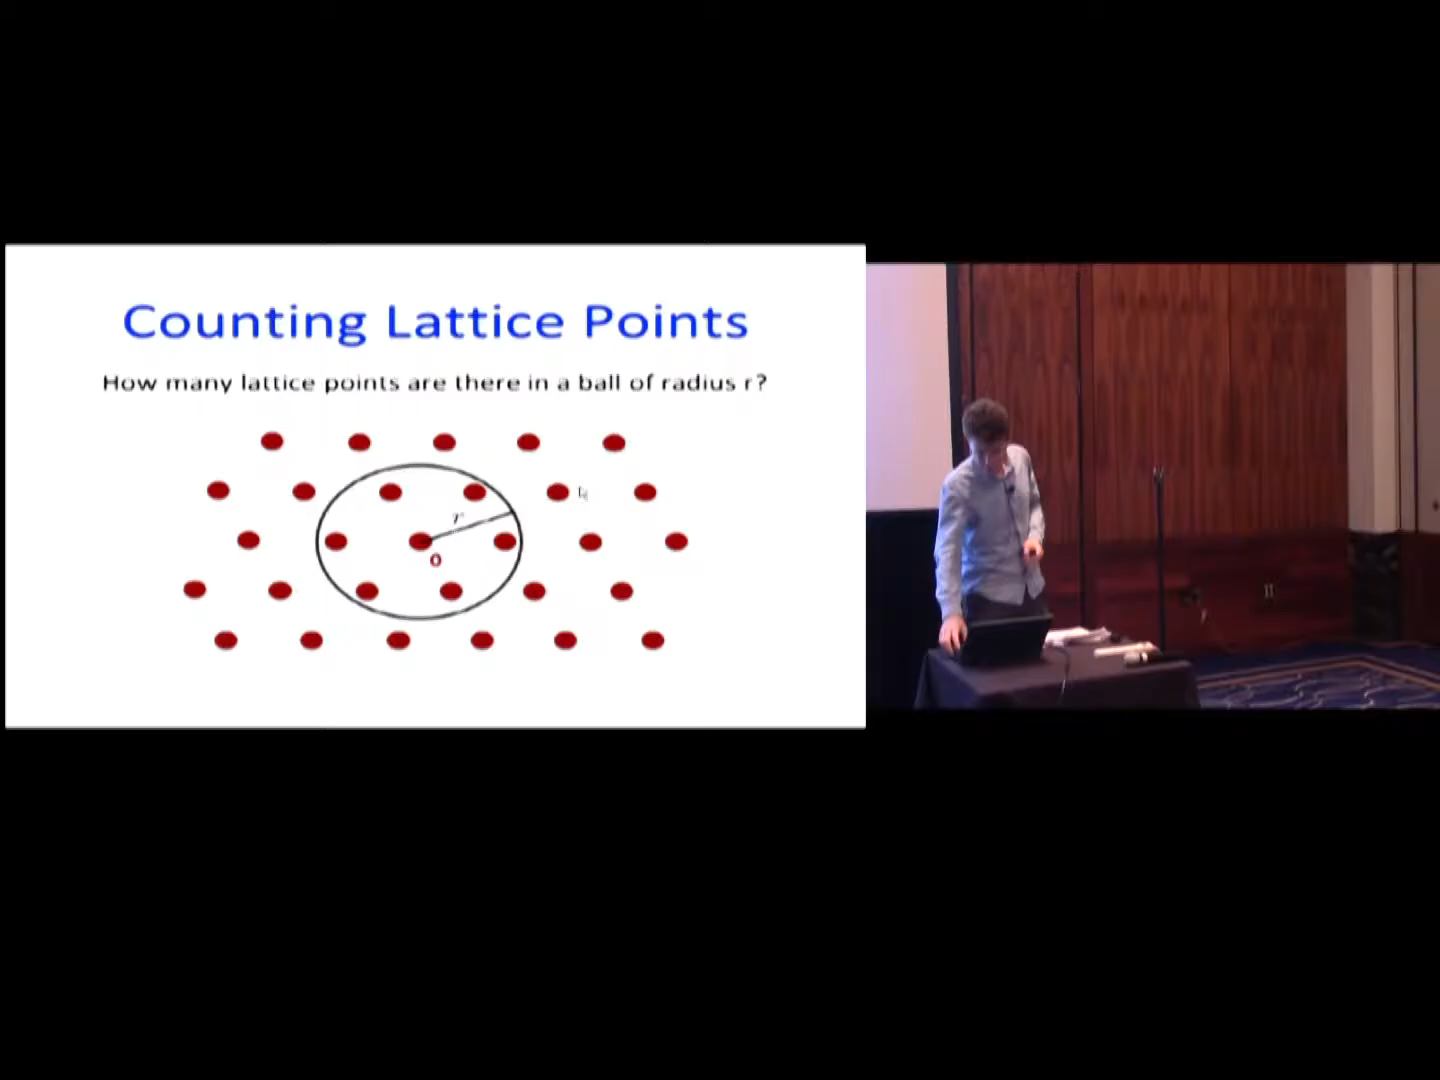 Counting Lattice Points
How many lattice points are there in a ball of radius r?
r
0